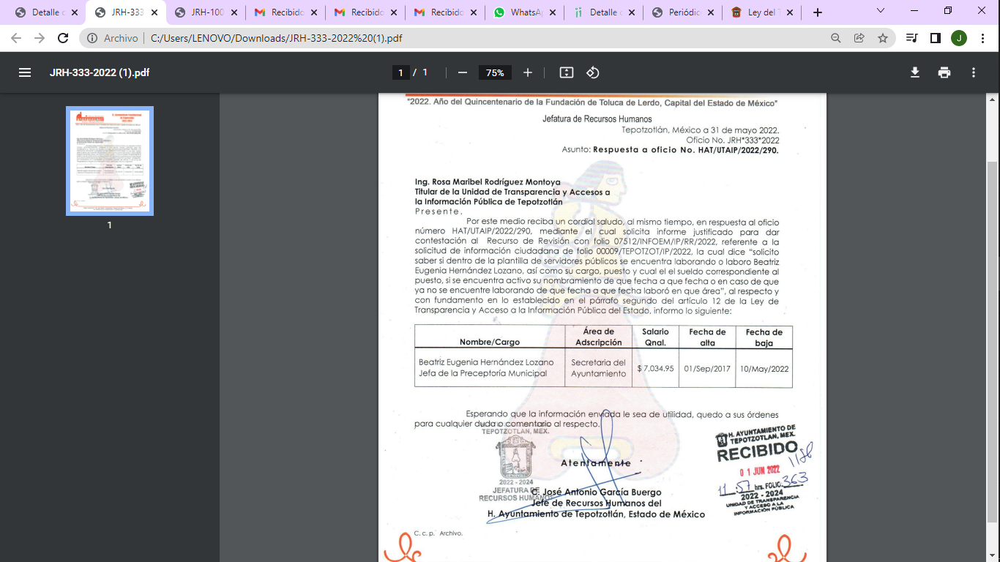 Detalle d
JRH-333
JRH-100
Recibido
Recibido
Recibido
WhatsAp
Detalle d
Periódic
Ley del T
Archivo
C:/Users/LENOVO/Downloads/JRH-333-2022%20(1).pdf
J
JRH-333-2022 (1).pdf
1 / 1
75%
1
"2022. Año del Quincentenario de la Fundación de Toluca de Lerdo, Capital del Estado de México"
Jefatura de Recursos Humanos
Tepotzotlán, México a 31 de mayo 2022.
Oficio No. JRH*333*2022
Asunto: Respuesta a oficio No. HAT/UTAIP/2022/290.
Ing. Rosa Maribel Rodríguez Montoya
Titular de la Unidad de Transparencia y Accesos a
la Información Pública de Tepotzotlán
Presente.
Por este medio reciba un cordial saludo, al mismo tiempo, en respuesta al oficio
número HAT/UTAIP/2022/290, mediante el cual solicita informe justificado para dar
contestación al Recurso de Revisión con folio 07512/INFOEM/IP/RR/2022, referente a la
solicitud de información ciudadana de folio 00009/TEPOTZOT/IP/2022, la cual dice "solicito
saber si dentro de la plantilla de servidores públicos se encuentra laborando o laboro Beatriz
Eugenia Hernández Lozano, así como su cargo, puesto y cual el el sueldo correspondiente al
puesto, si se encuentra activo su nombramiento de que fecha a que fecha o en caso de que
ya no se encuentre laborando de que fecha a que fecha laboró en que área", al respecto y
con fundamento en lo establecido en el párrafo segundo del artículo 12 de la Ley de
Transparencia y Acceso a la Información Pública del Estado, informo lo siguiente:
Nombre/Cargo
Área de
Adscripción
Salario
Qnal.
Fecha de
alta
Fecha de
baja
Beatriz Eugenia Hernández Lozano
Jefa de la Preceptoría Municipal
Secretaria del
Ayuntamiento
$ 7,034.95
01/Sep/2017
10/May/2022
Esperando que la información enviada le sea de utilidad, quedo a sus órdenes
para cualquier duda o comentario al respecto.
TEPOTZOTLAN, MEX.
2022 - 2024
JEFATURA DE
RECURSOS HUMANOS
Atentamente
C. José Antonio García Buergo
Jefe de Recursos Humanos del
H. Ayuntamiento de Tepotzotlán, Estado de México
H. AYUNTAMIENTO DE
TEPOTZOTLAN, MEX.
RECIBIDO
01 JUN 2022
11:57 hrs. FOLIO. 363
2022 - 2024
UNIDAD DE TRANSPARENCIA
Y ACCESO A LA
INFORMACIÓN PÚBLICA
C. c. p. Archivo.